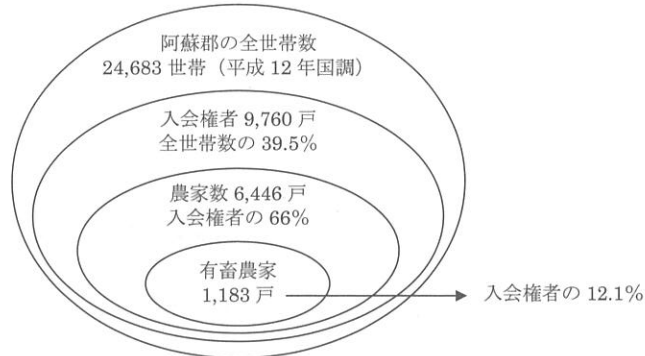 阿蘇郡の全世帯数
24,683 世帯（平成 12 年国調）
入会権者 9,760 戸
全世帯数の 39.5%
農家数 6,446 戸
入会権者の 66%
有畜農家
1,183 戸
入会権者の 12.1%